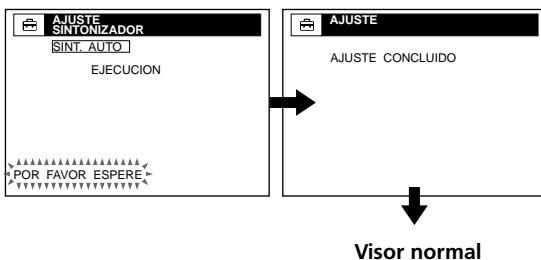 AJUSTE
SINTONIZADOR
SINT. AUTO
EJECUCION
POR FAVOR ESPERE
AJUSTE
AJUSTE CONCLUIDO
Visor normal